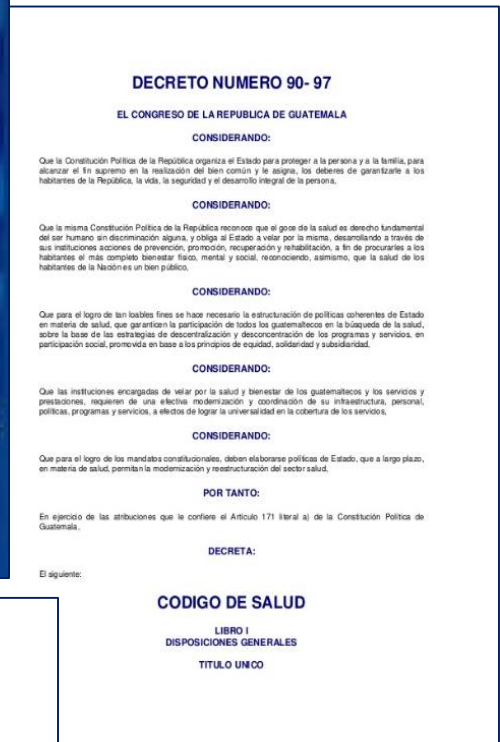 DECRETO NUMERO 90- 97
EL CONGRESO DE LA REPUBLICA DE GUATEMALA
CONSIDERANDO:
Que la Constitución Política de la República organiza el Estado para proteger a la persona y a la familia, para
alcanzar el fin supremo en la realización del bien común y le asigna, los deberes de garantizarle a los
habitantes de la República, la vida, la seguridad y el desarrollo integral de la persona,
CONSIDERANDO:
Que la misma Constitución Política de la República reconoce que el goce de la salud es derecho fundamental
del ser humano sin discriminación alguna, y obliga al Estado a velar por la misma, desarrollando a través de
sus instituciones acciones de prevención, promoción, recuperación y rehabilitación, a fin de procurarles a los
habitantes el más completo bienestar físico, mental y social, reconociendo, asimismo, que la salud de los
habitantes de la Nación es un bien público,
CONSIDERANDO:
Que para el logro de tan loables fines se hace necesario la estructuración de políticas coherentes de Estado
en materia de salud, que garanticen la participación de todos los guatemaltecos en la búsqueda de la salud,
sobre la base de las estrategias de descentralización y desconcentración de los programas y servicios, en
participación social, promovida en base a los principios de equidad, solidaridad y subsidiaridad,
CONSIDERANDO:
Que las instituciones encargadas de velar por la salud y bienestar de los guatemaltecos y los servicios y
prestaciones, requieren de una efectiva modernización y coordinación de su infraestructura, personal,
políticas, programas y servicios, a efectos de lograr la universalidad en la cobertura de los servicios,
CONSIDERANDO:
Que para el logro de los mandatos constitucionales, deben elaborarse políticas de Estado, que a largo plazo,
en materia de salud, permitan la modernización y reestructuración del sector salud,
POR TANTO:
En ejercicio de las atribuciones que le confiere el Artículo 171 literal a) de la Constitución Política de
Guatemala,
DECRETA:
El siguiente:
CODIGO DE SALUD
LIBRO I
DISPOSICIONES GENERALES
TITULO UNICO